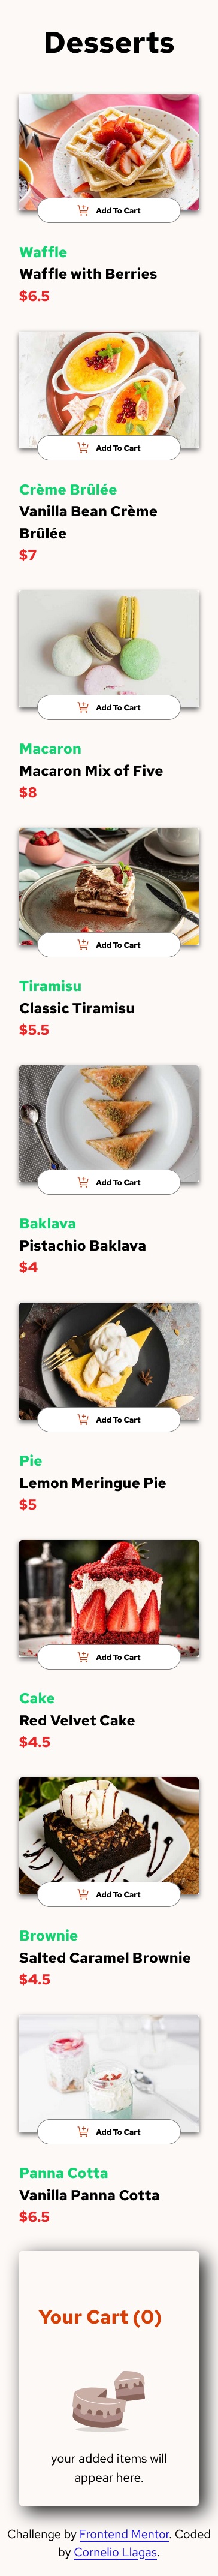 Desserts
Add To Cart
Waffle
Waffle with Berries
$6.5
Add To Cart
Crème Brûlée
Vanilla Bean Crème
Brûlée
$7
Add To Cart
Macaron
Macaron Mix of Five
$8
Add To Cart
Tiramisu
Classic Tiramisu
$5.5
Add To Cart
Baklava
Pistachio Baklava
$4
Add To Cart
Pie
Lemon Meringue Pie
$5
Add To Cart
Cake
Red Velvet Cake
$4.5
Add To Cart
Brownie
Salted Caramel Brownie
$4.5
Add To Cart
Panna Cotta
Vanilla Panna Cotta
$6.5
Your Cart (0)
your added items will
appear here.
Challenge by Frontend Mentor. Coded
by Cornelio Llagas.